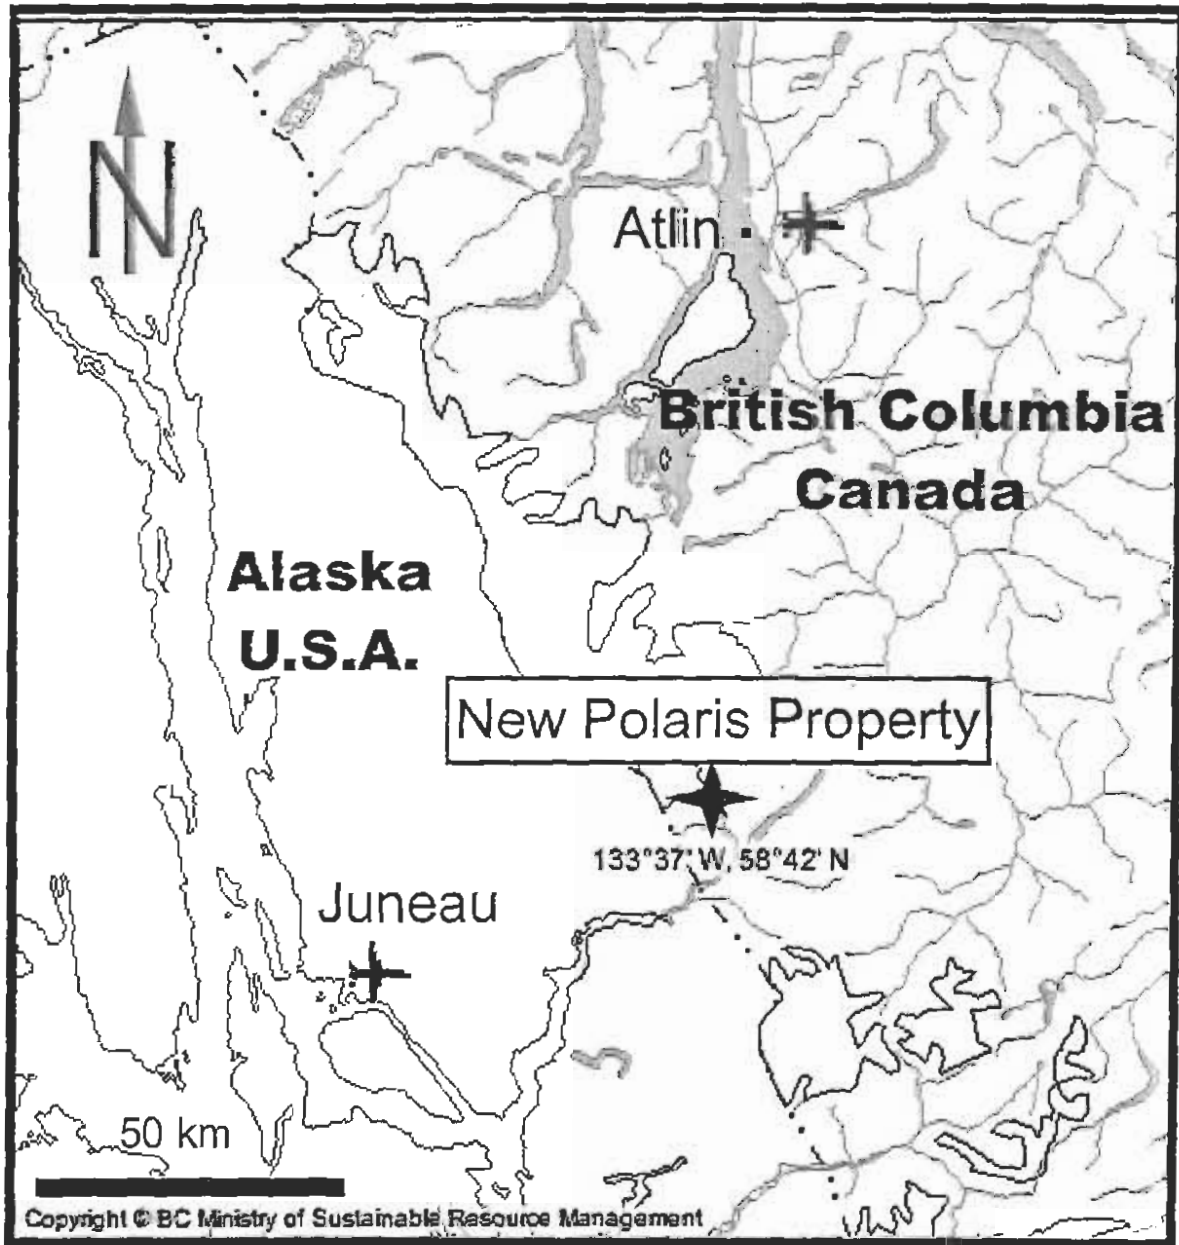 N
Atlin
British Columbia
Canada
Alaska
U.S.A.
New Polaris Property
133°37' W, 58°42' N
Juneau
50 km
Copyright © BC Ministry of Sustainable Resource Management